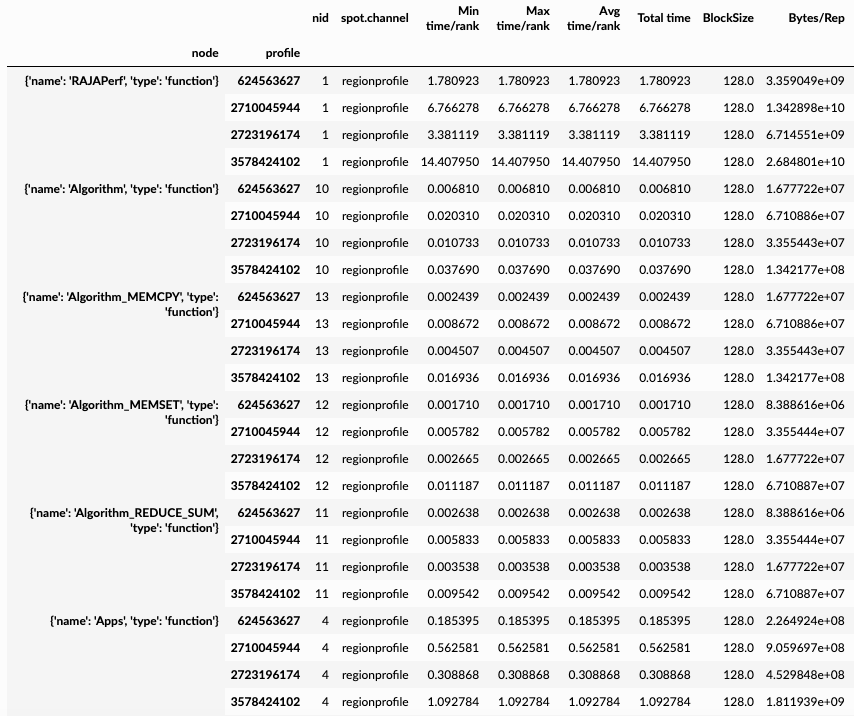 nid spot.channel Min time/rank Max time/rank Avg time/rank Total time BlockSize Bytes/Rep
node profile
{'name': 'RAJAPerf', 'type': 'function'} 624563627 1 regionprofile 1.780923 1.780923 1.780923 1.780923 128.0 3.359049e+09
2710045944 1 regionprofile 6.766278 6.766278 6.766278 6.766278 128.0 1.342898e+10
2723196174 1 regionprofile 3.381119 3.381119 3.381119 3.381119 128.0 6.714551e+09
3578424102 1 regionprofile 14.407950 14.407950 14.407950 14.407950 128.0 2.684801e+10
{'name': 'Algorithm', 'type': 'function'} 624563627 10 regionprofile 0.006810 0.006810 0.006810 0.006810 128.0 1.677722e+07
2710045944 10 regionprofile 0.020310 0.020310 0.020310 0.020310 128.0 6.710886e+07
2723196174 10 regionprofile 0.010733 0.010733 0.010733 0.010733 128.0 3.355443e+07
3578424102 10 regionprofile 0.037690 0.037690 0.037690 0.037690 128.0 1.342177e+08
{'name': 'Algorithm_MEMCPY', 'type': 624563627 13 regionprofile 0.002439 0.002439 0.002439 0.002439 128.0 1.677722e+07
'function'} 2710045944 13 regionprofile 0.008672 0.008672 0.008672 0.008672 128.0 6.710886e+07
2723196174 13 regionprofile 0.004507 0.004507 0.004507 0.004507 128.0 3.355443e+07
3578424102 13 regionprofile 0.016936 0.016936 0.016936 0.016936 128.0 1.342177e+08
{'name': 'Algorithm_MEMSET', 'type': 624563627 12 regionprofile 0.001710 0.001710 0.001710 0.001710 128.0 8.388616e+06
'function'} 2710045944 12 regionprofile 0.005782 0.005782 0.005782 0.005782 128.0 3.355444e+07
2723196174 12 regionprofile 0.002665 0.002665 0.002665 0.002665 128.0 1.677722e+07
3578424102 12 regionprofile 0.011187 0.011187 0.011187 0.011187 128.0 6.710887e+07
{'name': 'Algorithm_REDUCE_SUM', 624563627 11 regionprofile 0.002638 0.002638 0.002638 0.002638 128.0 8.388616e+06
'type': 'function'} 2710045944 11 regionprofile 0.005833 0.005833 0.005833 0.005833 128.0 3.355444e+07
2723196174 11 regionprofile 0.003538 0.003538 0.003538 0.003538 128.0 1.677722e+07
3578424102 11 regionprofile 0.009542 0.009542 0.009542 0.009542 128.0 6.710887e+07
{'name': 'Apps', 'type': 'function'} 624563627 4 regionprofile 0.185395 0.185395 0.185395 0.185395 128.0 2.264924e+08
2710045944 4 regionprofile 0.562581 0.562581 0.562581 0.562581 128.0 9.059697e+08
2723196174 4 regionprofile 0.308868 0.308868 0.308868 0.308868 128.0 4.529848e+08
3578424102 4 regionprofile 1.092784 1.092784 1.092784 1.092784 128.0 1.811939e+09